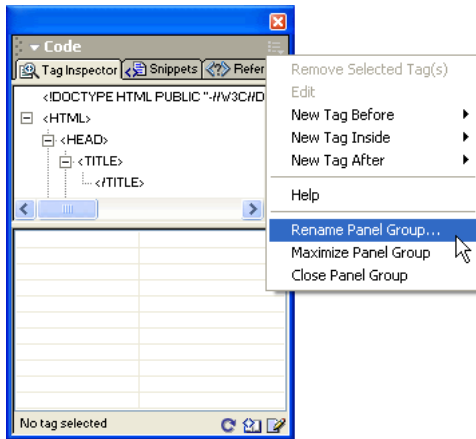 Code
Tag Inspector Snippets Refer
<!DOCTYPE HTML PUBLIC "-//W3C//D
<HTML>
<HEAD>
<TITLE>
</TITLE>
No tag selected
Remove Selected Tag(s)
Edit
New Tag Before
New Tag Inside
New Tag After
Help
Rename Panel Group...
Maximize Panel Group
Close Panel Group